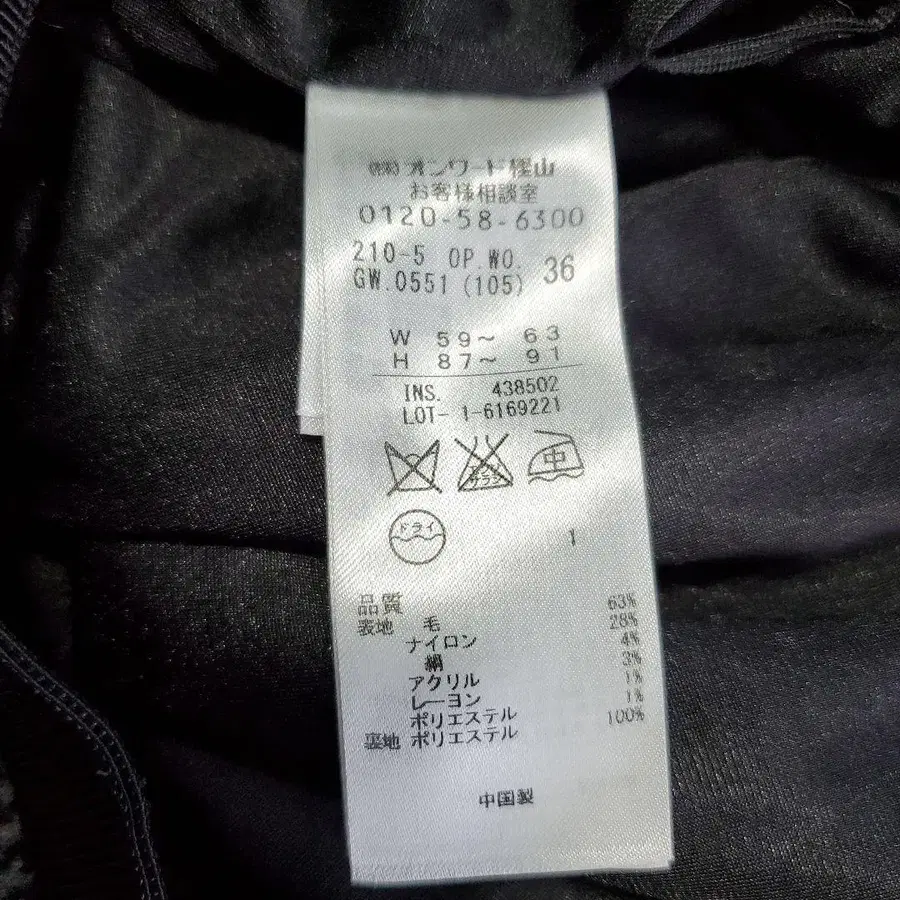 ㈱オンワード樫山
お客様相談室
0120-58-6300
210-5 OP.WO. 36
GW.0551 (105)
W 59〜 63
H 87〜 91
INS. 438502
LOT- 1-6169221
サラシ 中
ドライ 1
品質
表地 毛 63%
ナイロン 28%
絹 4%
アクリル 3%
レーヨン 1%
ポリエステル 1%
裏地 ポリエステル 100%
中国製